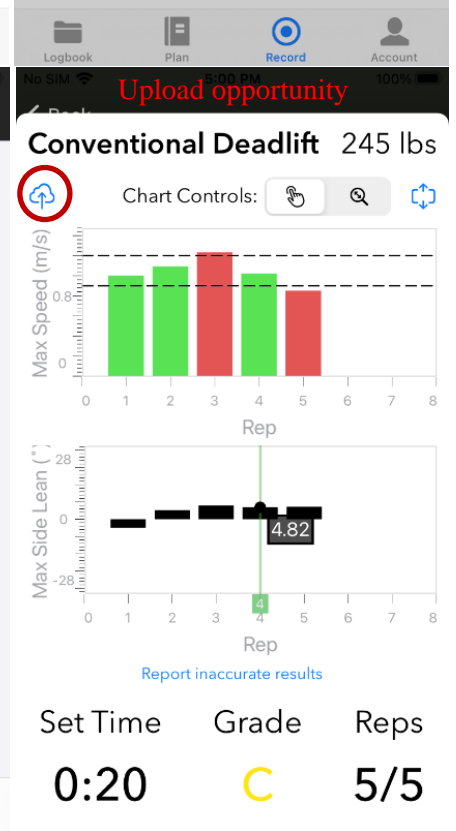 Logbook Plan Record Account
No SIM 5:00 PM 100%
Upload opportunity
Back
Conventional Deadlift 245 lbs
Chart Controls:
Max Speed (m/s)
0.8
0
0 1 2 3 4 5 6 7 8
Rep
Max Side Lean (°)
28
0
4.82
-28
4
0 1 2 3 4 5 6 7 8
Rep
Report inaccurate results
Set Time Grade Reps
0:20 C 5/5